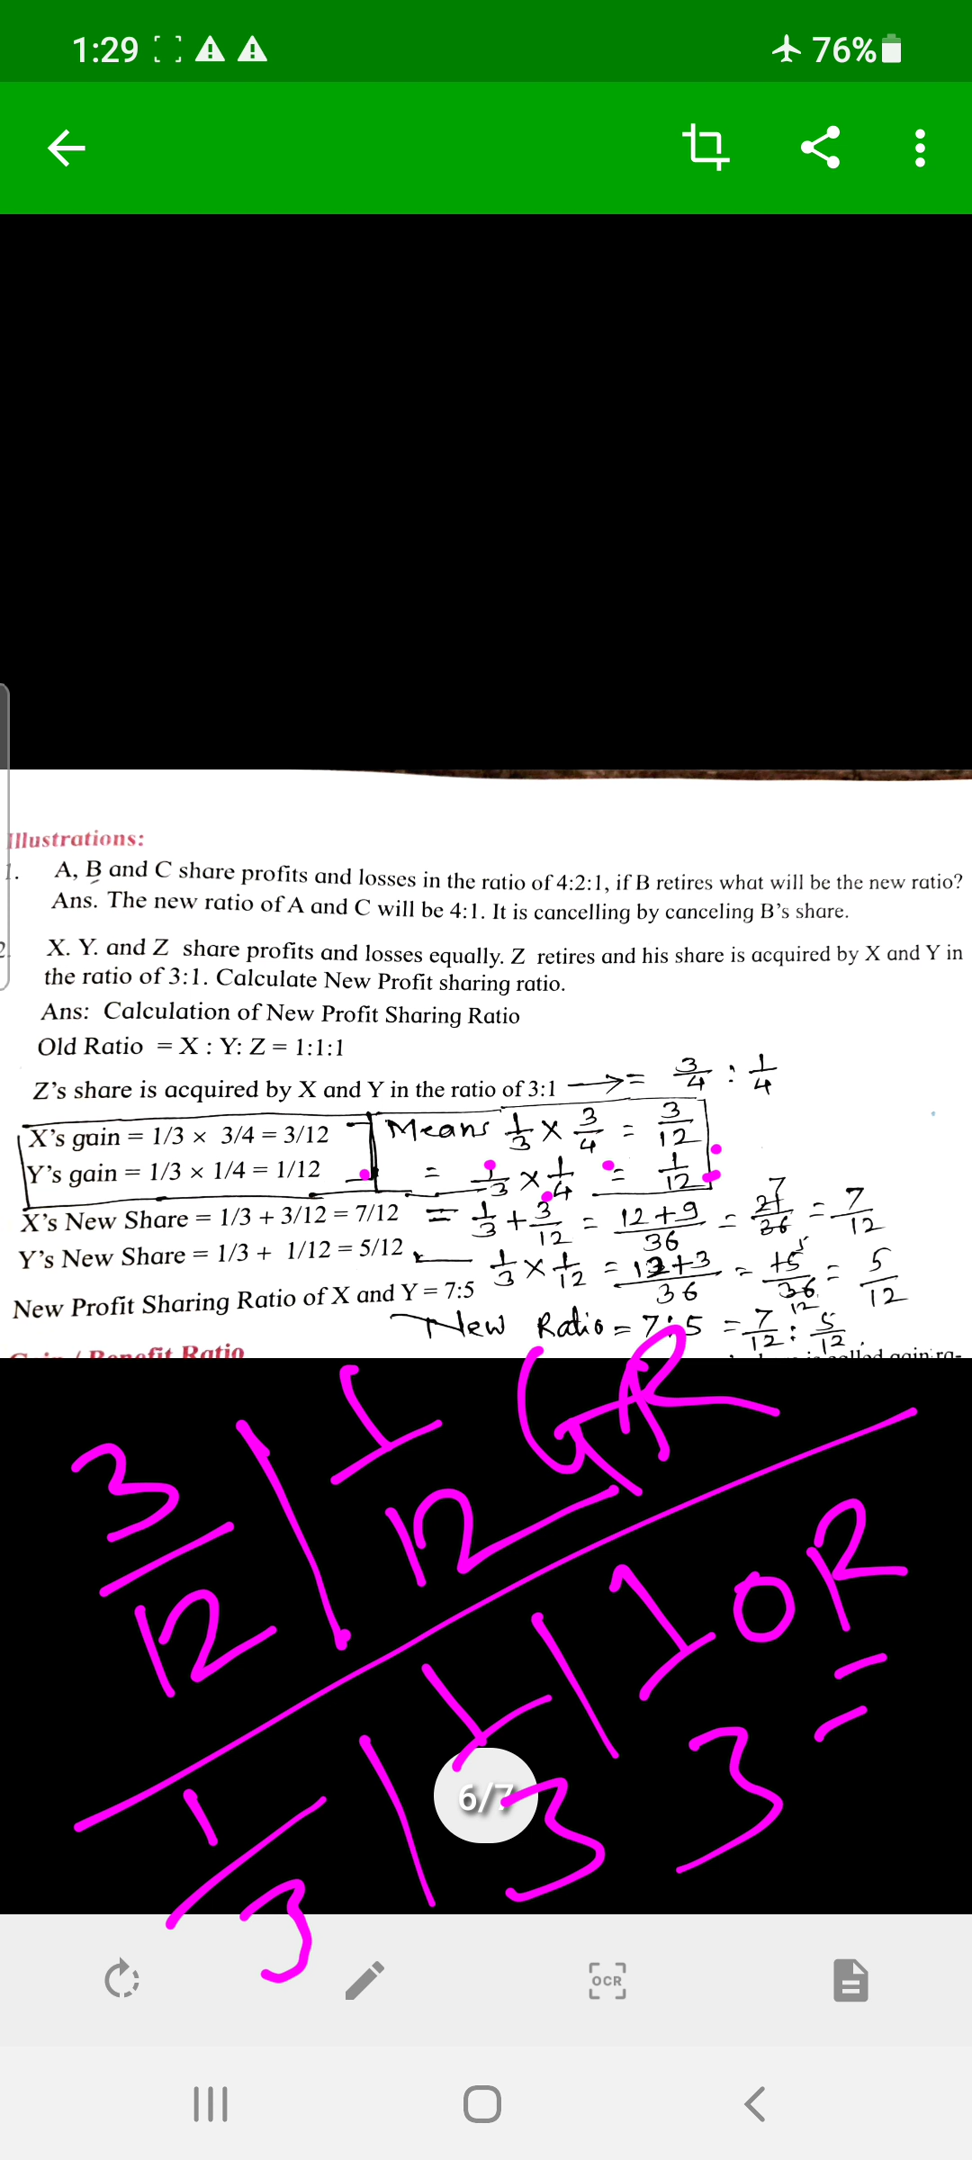 1:29 76%
Illustrations:
1. A, B and C share profits and losses in the ratio of 4:2:1, if B retires what will be the new ratio?
Ans. The new ratio of A and C will be 4:1. It is cancelling by canceling B's share.
2. X. Y. and Z share profits and losses equally. Z retires and his share is acquired by X and Y in
the ratio of 3:1. Calculate New Profit sharing ratio.
Ans: Calculation of New Profit Sharing Ratio
Old Ratio = X : Y: Z = 1:1:1
Z's share is acquired by X and Y in the ratio of 3:1 → = 3/4 : 1/4
X's gain = 1/3 × 3/4 = 3/12 Means 1/3 × 3/4 = 3/12
Y's gain = 1/3 × 1/4 = 1/12 = 1/3 × 1/4 = 1/12
X's New Share = 1/3 + 3/12 = 7/12 = 1/3 + 3/12 = 12+9/36 = 21/36 7 = 7/12
Y's New Share = 1/3 + 1/12 = 5/12 1/3 × 1/12 = 12+3/36 = 15/36 5 12 = 5/12
New Profit Sharing Ratio of X and Y = 7:5
New Ratio = 7:5 = 7/12 : 5/12
Gain / Benefit Ratio
3/12 | 1/12 GR
1/3 | 1/3 | 1/3 OR =
6/7
OCR